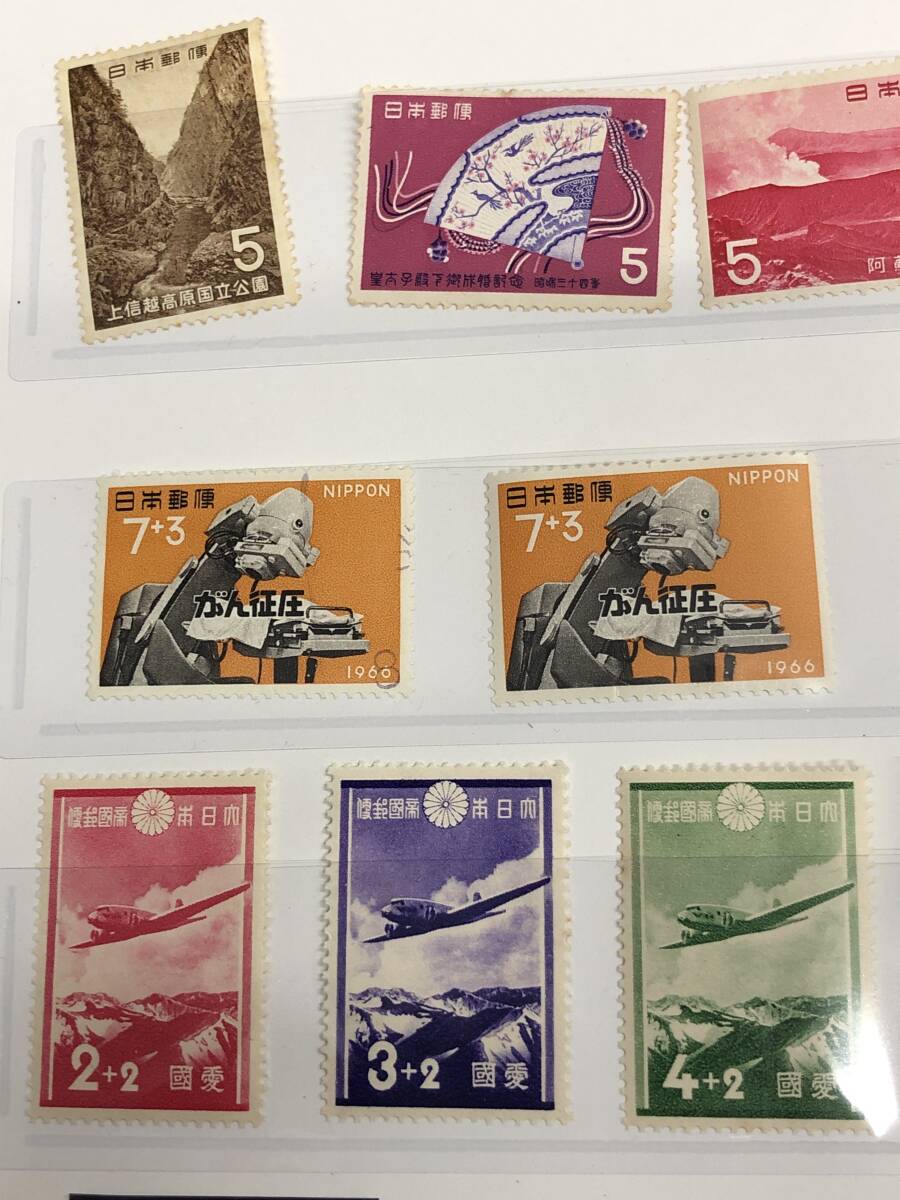 日本郵便
5
上信越高原国立公園
日本郵便
5
皇太子殿下御成婚記念 昭和三十四年
日本
5
阿蘇
日本郵便 NIPPON
7+3
がん征圧
1966
日本郵便 NIPPON
7+3
がん征圧
1966
便郵國帝本日大
2+2 國愛
便郵國帝本日大
3+2 國愛
便郵國帝本日大
4+2 國愛